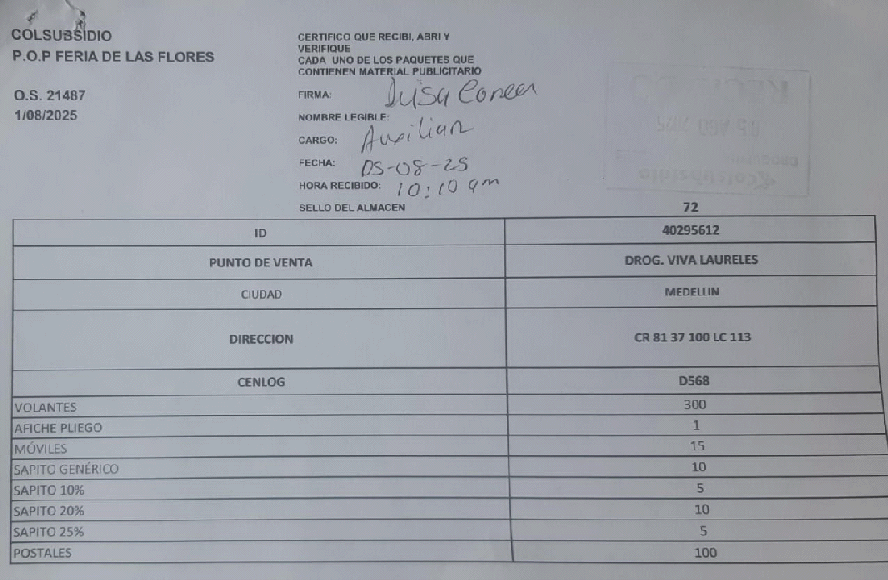 COLSUBSIDIO
P.O.P FERIA DE LAS FLORES
O.S. 21487
1/08/2025
CERTIFICO QUE RECIBI, ABRI Y
VERIFIQUE
CADA UNO DE LOS PAQUETES QUE
CONTIENEN MATERIAL PUBLICITARIO
FIRMA: Luisa Correa
NOMBRE LEGIBLE:
CARGO: Auxiliar
FECHA: 05-08-25
HORA RECIBIDO: 10:10 am
SELLO DEL ALMACEN
72
ID 40295612
PUNTO DE VENTA DROG. VIVA LAURELES
CIUDAD MEDELLIN
DIRECCION CR 81 37 100 LC 113
CENLOG D568
VOLANTES 300
AFICHE PLIEGO 1
MÓVILES 15
SAPITO GENÉRICO 10
SAPITO 10% 5
SAPITO 20% 10
SAPITO 25% 5
POSTALES 100